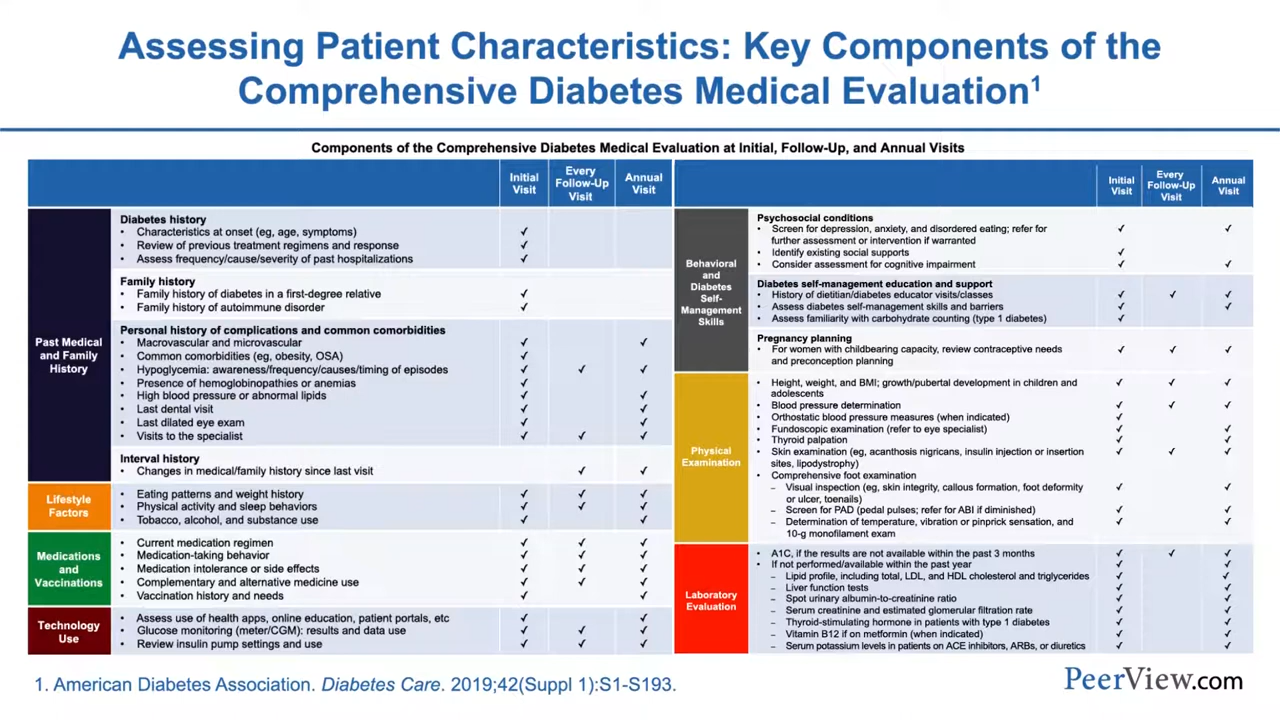 Assessing Patient Characteristics: Key Components of the
Comprehensive Diabetes Medical Evaluation1
Components of the Comprehensive Diabetes Medical Evaluation at Initial, Follow-Up, and Annual Visits
Initial
Visit
Every
Follow-Up
Visit
Annual
Visit
Past Medical
and Family
History
Diabetes history
• Characteristics at onset (eg, age, symptoms) ✓
• Review of previous treatment regimens and response ✓
• Assess frequency/cause/severity of past hospitalizations ✓
Family history
• Family history of diabetes in a first-degree relative ✓
• Family history of autoimmune disorder ✓
Personal history of complications and common comorbidities
• Macrovascular and microvascular ✓ ✓
• Common comorbidities (eg, obesity, OSA) ✓
• Hypoglycemia: awareness/frequency/causes/timing of episodes ✓ ✓ ✓
• Presence of hemoglobinopathies or anemias ✓
• High blood pressure or abnormal lipids ✓ ✓
• Last dental visit ✓ ✓
• Last dilated eye exam ✓ ✓
• Visits to the specialist ✓ ✓ ✓
Interval history
• Changes in medical/family history since last visit ✓ ✓
Lifestyle
Factors
• Eating patterns and weight history ✓ ✓ ✓
• Physical activity and sleep behaviors ✓ ✓ ✓
• Tobacco, alcohol, and substance use ✓ ✓
Medications
and
Vaccinations
• Current medication regimen ✓ ✓ ✓
• Medication-taking behavior ✓ ✓ ✓
• Medication intolerance or side effects ✓ ✓ ✓
• Complementary and alternative medicine use ✓ ✓ ✓
• Vaccination history and needs ✓ ✓
Technology
Use
• Assess use of health apps, online education, patient portals, etc ✓ ✓
• Glucose monitoring (meter/CGM): results and data use ✓ ✓ ✓
• Review insulin pump settings and use ✓ ✓ ✓
Initial
Visit
Every
Follow-Up
Visit
Annual
Visit
Behavioral
and
Diabetes
Self-
Management
Skills
Psychosocial conditions
• Screen for depression, anxiety, and disordered eating; refer for ✓ ✓
further assessment or intervention if warranted
• Identify existing social supports ✓
• Consider assessment for cognitive impairment ✓ ✓
Diabetes self-management education and support
• History of dietitian/diabetes educator visits/classes ✓ ✓ ✓
• Assess diabetes self-management skills and barriers ✓ ✓
• Assess familiarity with carbohydrate counting (type 1 diabetes) ✓
Pregnancy planning
• For women with childbearing capacity, review contraceptive needs ✓ ✓ ✓
and preconception planning
Physical
Examination
• Height, weight, and BMI; growth/pubertal development in children and ✓ ✓ ✓
adolescents
• Blood pressure determination ✓ ✓ ✓
• Orthostatic blood pressure measures (when indicated) ✓
• Fundoscopic examination (refer to eye specialist) ✓ ✓
• Thyroid palpation ✓ ✓
• Skin examination (eg, acanthosis nigricans, insulin injection or insertion ✓ ✓ ✓
sites, lipodystrophy)
• Comprehensive foot examination
– Visual inspection (eg, skin integrity, callous formation, foot deformity ✓ ✓
or ulcer, toenails)
– Screen for PAD (pedal pulses; refer for ABI if diminished) ✓ ✓
– Determination of temperature, vibration or pinprick sensation, and ✓ ✓
10-g monofilament exam
Laboratory
Evaluation
• A1C, if the results are not available within the past 3 months ✓ ✓ ✓
• If not performed/available within the past year ✓ ✓
– Lipid profile, including total, LDL, and HDL cholesterol and triglycerides ✓ ✓
– Liver function tests ✓ ✓
– Spot urinary albumin-to-creatinine ratio ✓ ✓
– Serum creatinine and estimated glomerular filtration rate ✓ ✓
– Thyroid-stimulating hormone in patients with type 1 diabetes ✓ ✓
– Vitamin B12 if on metformin (when indicated) ✓ ✓
– Serum potassium levels in patients on ACE inhibitors, ARBs, or diuretics ✓ ✓
1. American Diabetes Association. Diabetes Care. 2019;42(Suppl 1):S1-S193.
PeerView.com